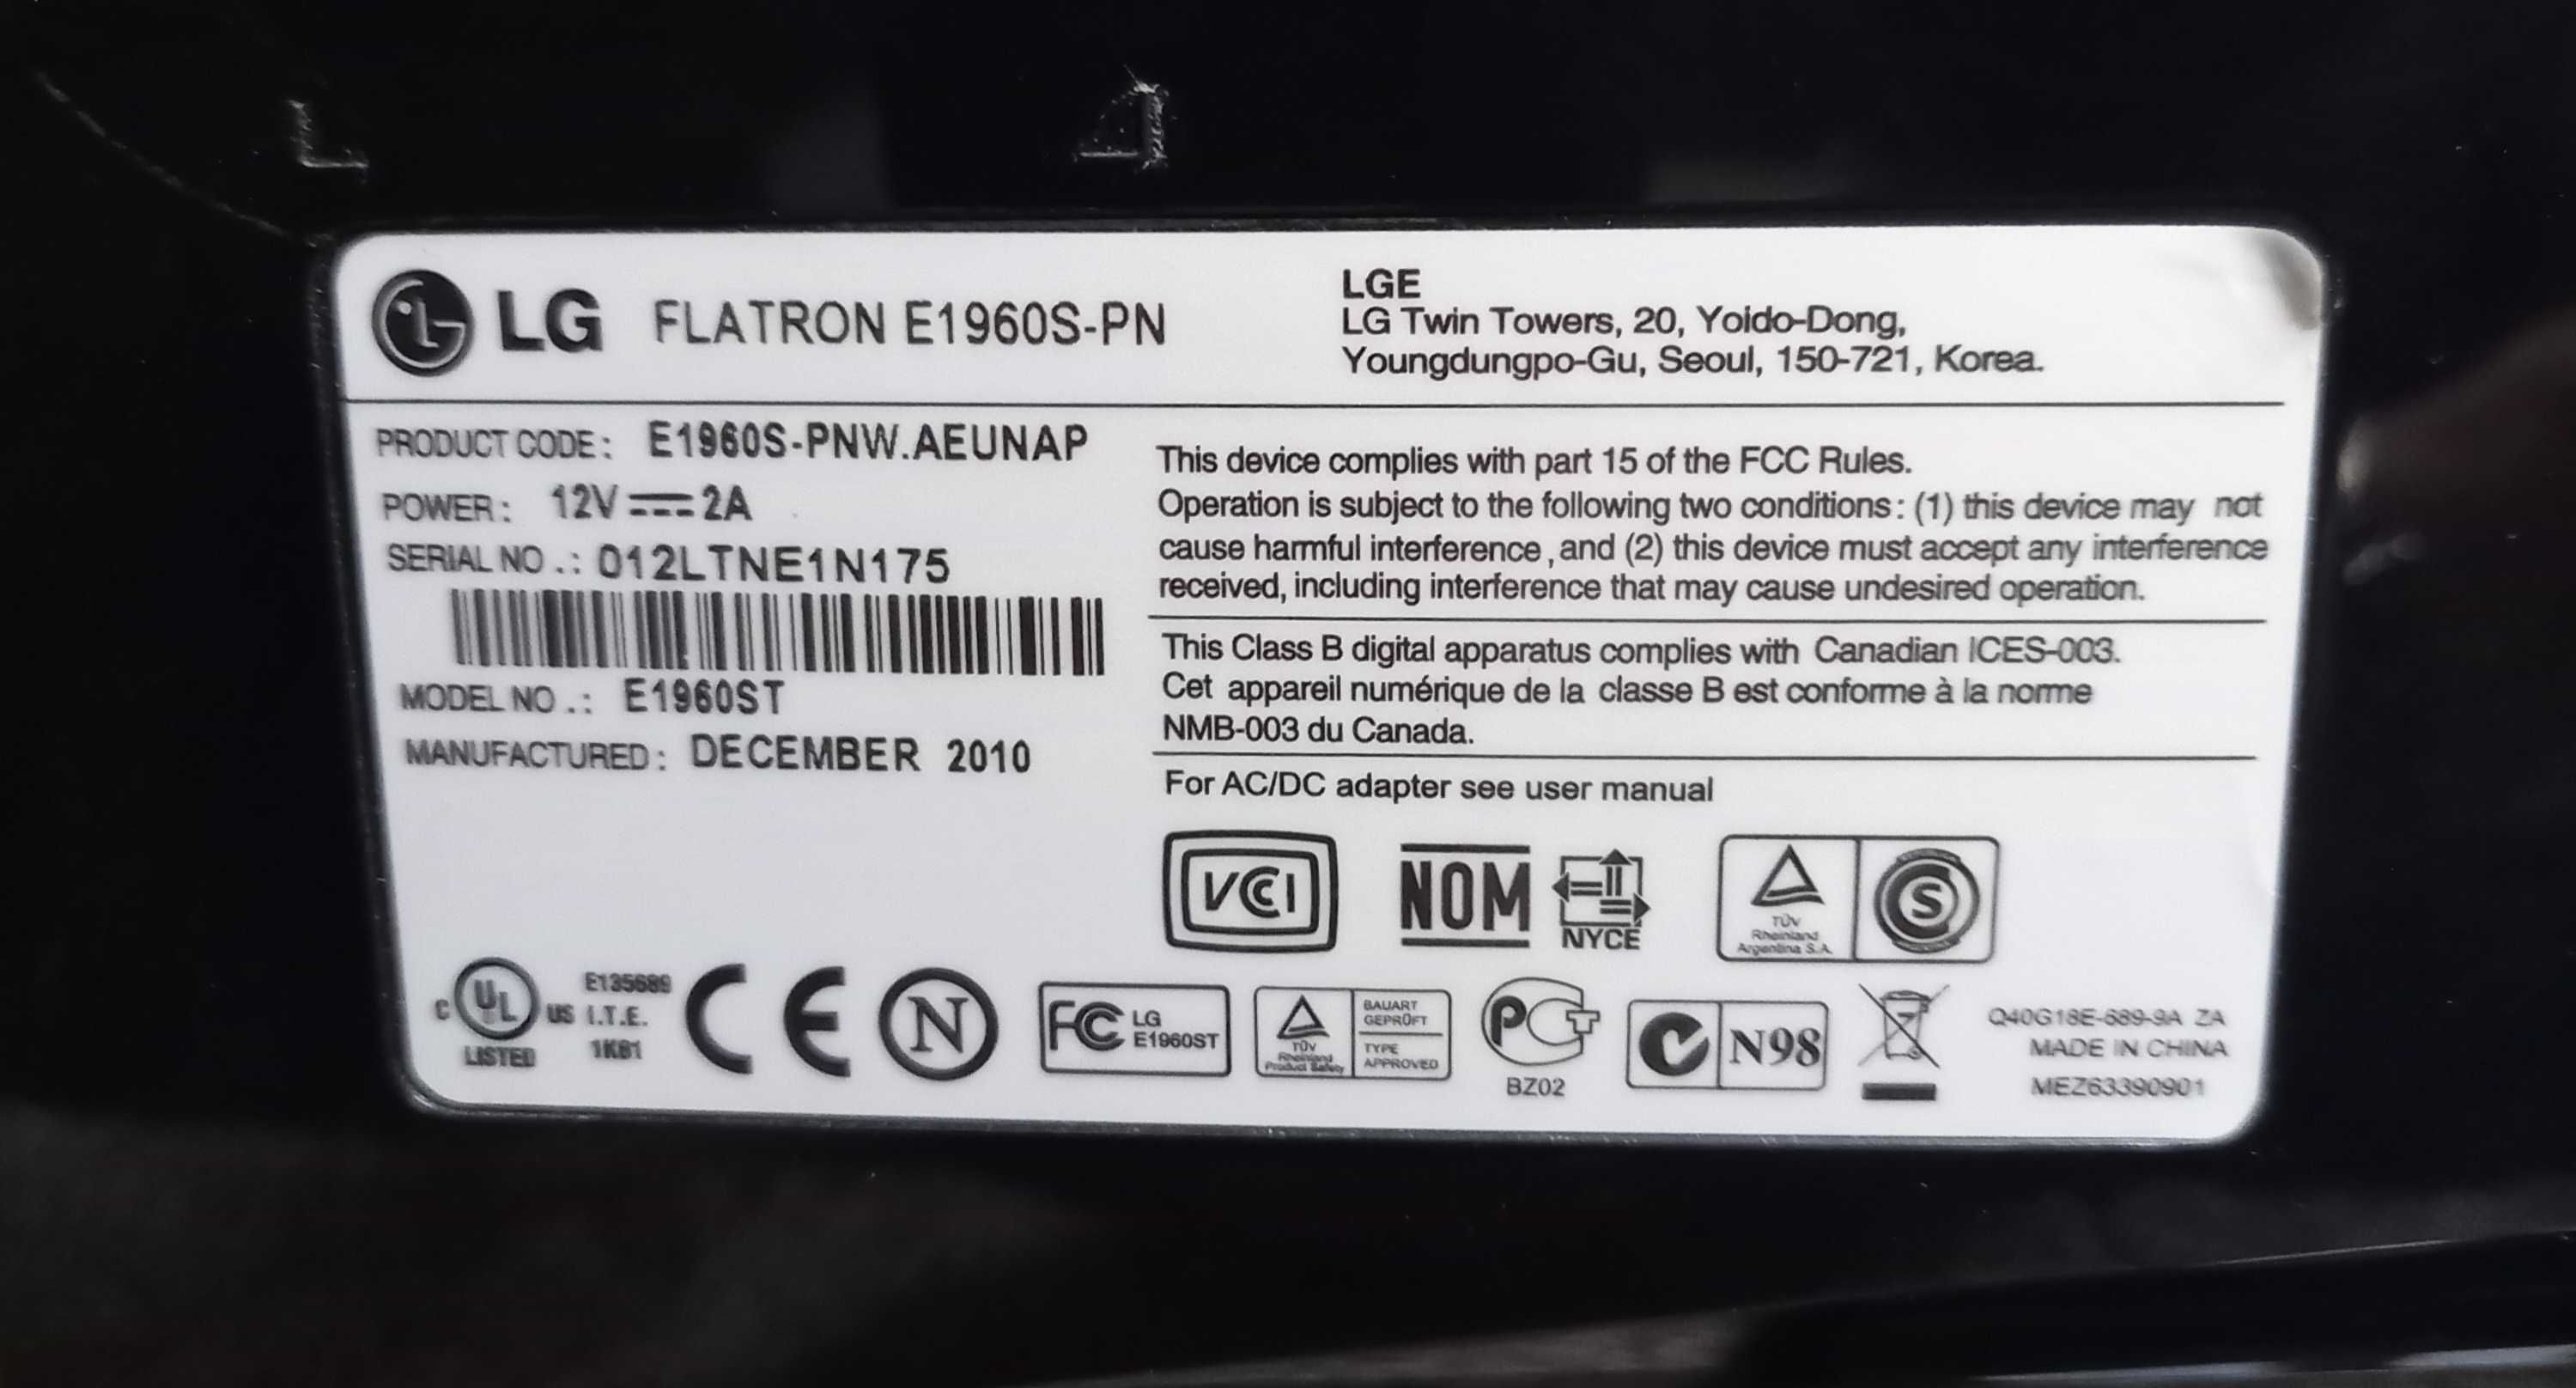 LG FLATRON E1960S-PN
LGE
LG Twin Towers, 20, Yoido-Dong,
Youngdungpo-Gu, Seoul, 150-721, Korea.
PRODUCT CODE: E1960S-PNW.AEUNAP
POWER: 12V⎓2A
SERIAL NO.: 012LTNE1N175
MODEL NO.: E1960ST
MANUFACTURED: DECEMBER 2010
This device complies with part 15 of the FCC Rules.
Operation is subject to the following two conditions: (1) this device may not
cause harmful interference, and (2) this device must accept any interference
received, including interference that may cause undesired operation.
This Class B digital apparatus complies with Canadian ICES-003.
Cet appareil numérique de la classe B est conforme à la norme
NMB-003 du Canada.
For AC/DC adapter see user manual
VCCI
NOM
NYCE
TÜV
Rheinland
Argentina S.A.
S
C UL US
LISTED
E135689
I.T.E.
1K61
CE
N
FC
LG
E1960ST
TÜV
Rheinland
Product Safety
BAUART
GEPRÜFT
TYPE
APPROVED
PCT
BZ02
N98
Q40G18E-689-9A ZA
MADE IN CHINA
MEZ63390901